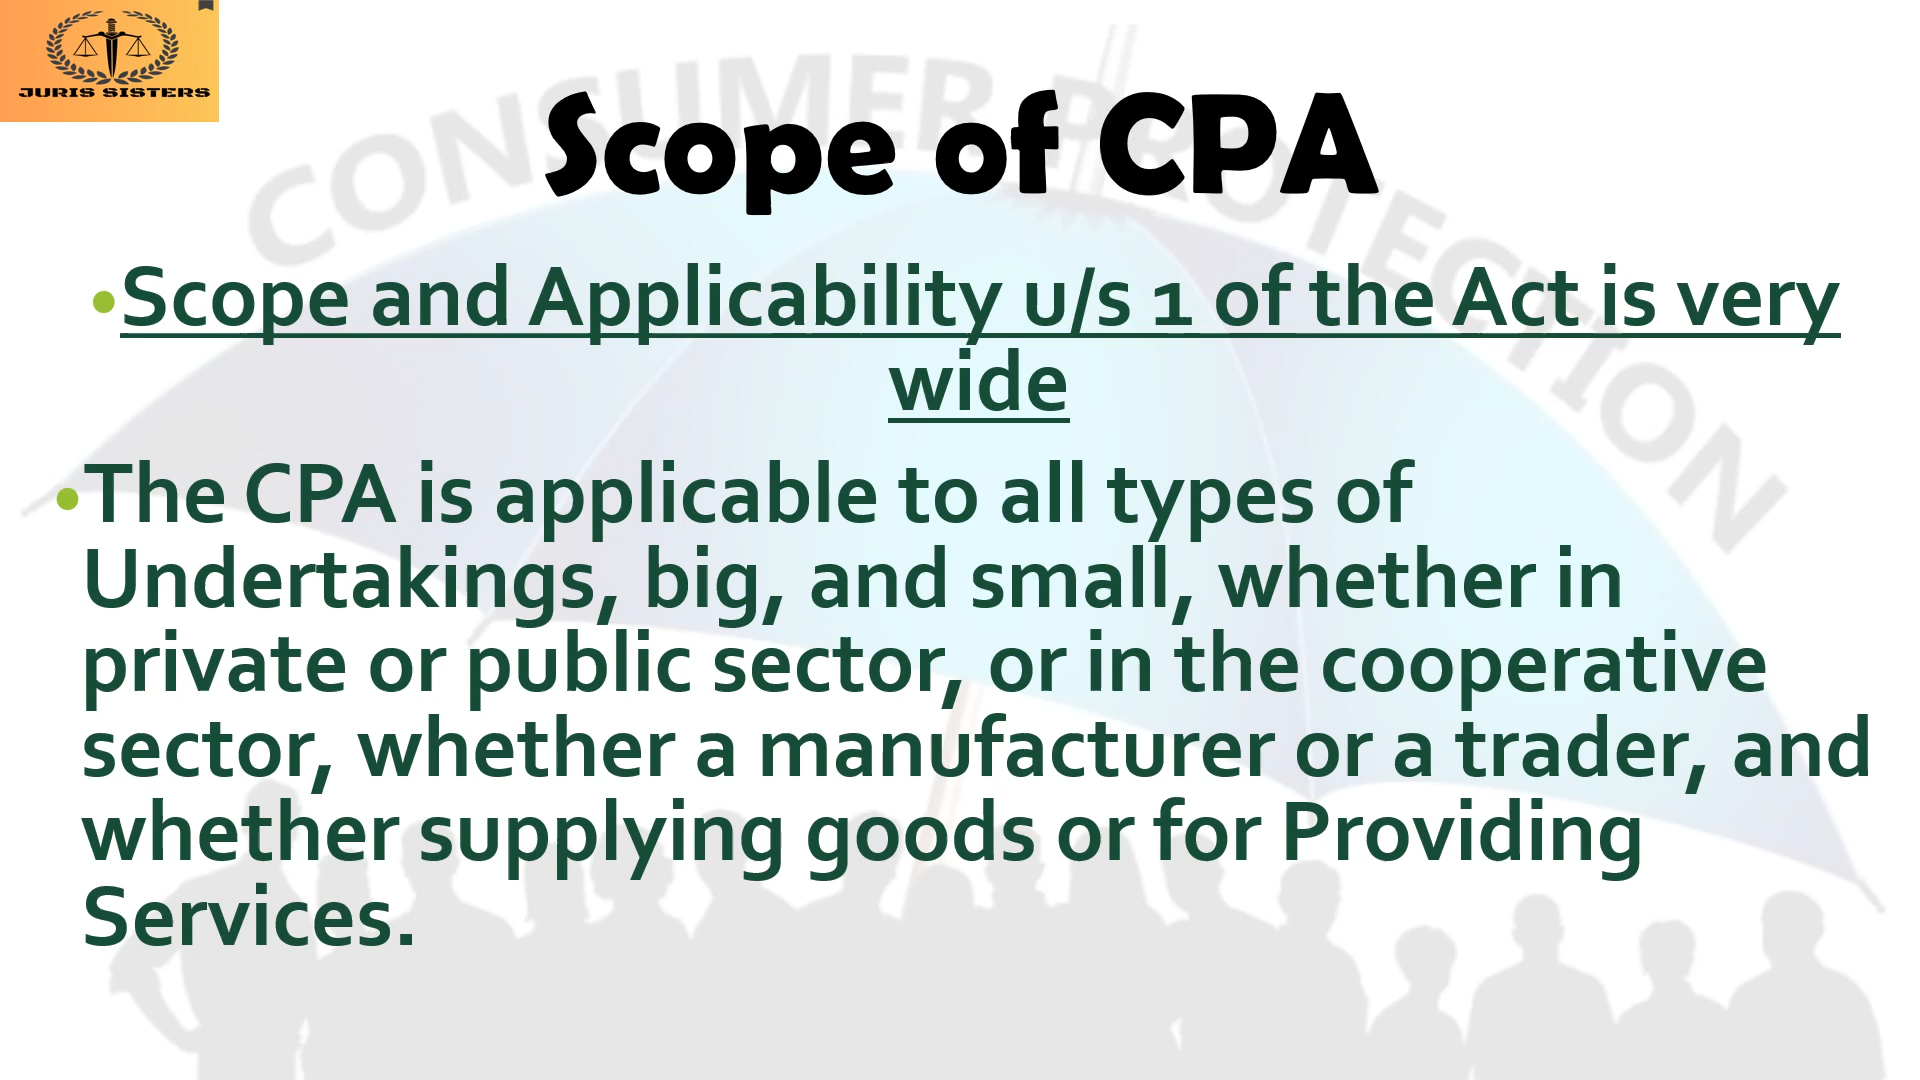 JURIS SISTERS
CONSUMER PROTECTION
Scope of CPA
•Scope and Applicability u/s 1 of the Act is very
wide
•The CPA is applicable to all types of
Undertakings, big, and small, whether in
private or public sector, or in the cooperative
sector, whether a manufacturer or a trader, and
whether supplying goods or for Providing
Services.